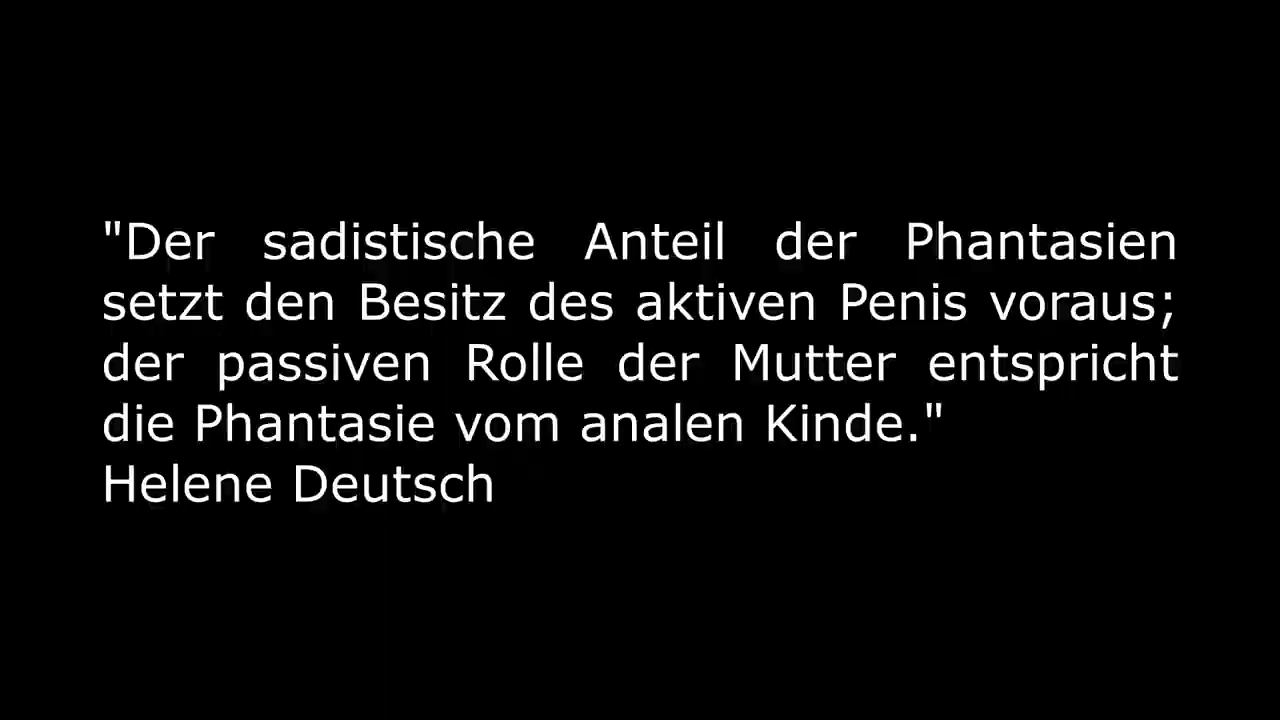 "Der sadistische Anteil der Phantasien
setzt den Besitz des aktiven Penis voraus;
der passiven Rolle der Mutter entspricht
die Phantasie vom analen Kinde."
Helene Deutsch